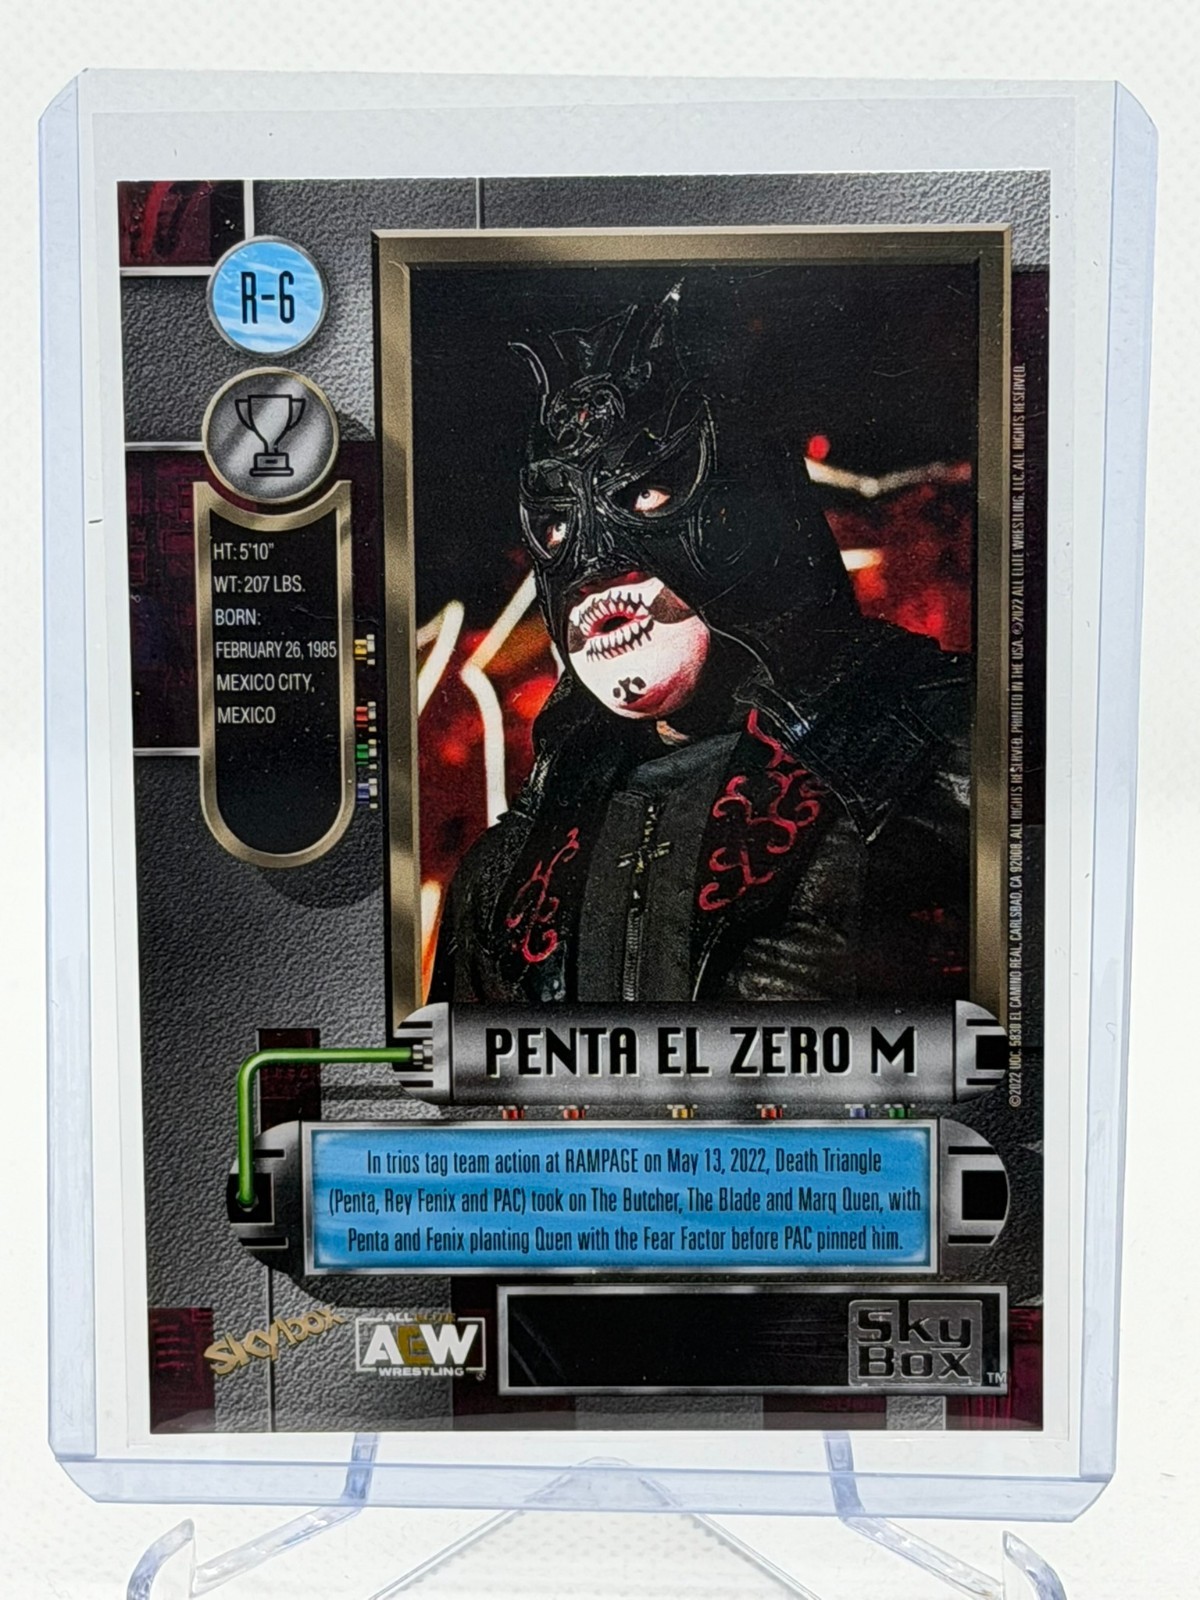 R-6
HT: 5'10"
WT: 207 LBS.
BORN:
FEBRUARY 26, 1985
MEXICO CITY,
MEXICO
PENTA EL ZERO M
In trios tag team action at RAMPAGE on May 13, 2022, Death Triangle
(Penta, Rey Fenix and PAC) took on The Butcher, The Blade and Marq Quen, with
Penta and Fenix planting Quen with the Fear Factor before PAC pinned him.
skybox
ALL ELITE
AEW
WRESTLING
Sky
Box
TM
©2022 UDC. 5830 EL CAMINO REAL, CARLSBAD, CA 92008. ALL RIGHTS RESERVED. PRINTED IN THE USA. ©2022 ALL ELITE WRESTLING, LLC. ALL RIGHTS RESERVED.